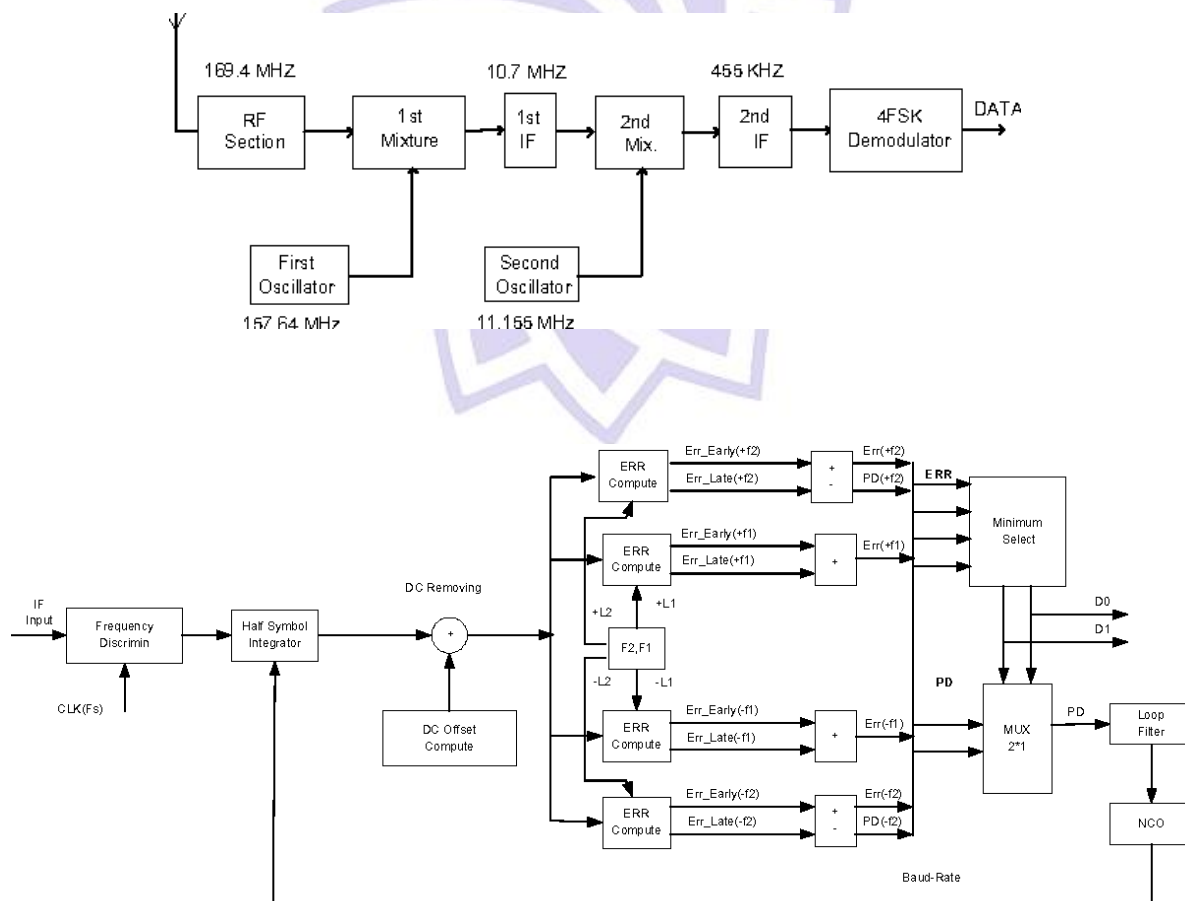 169.4 MHZ
10.7 MHZ
455 KHZ
RF
Section
1st
Mixture
1st
IF
2nd
Mix.
2nd
IF
4FSK
Demodulator
DATA
First
Oscillator
Second
Oscillator
157.64 MHz
11.155 MHz
ERR
Compute
Err_Early(+f2)
Err_Late(+f2)
+
-
Err(+f2)
PD(+f2)
ERR
Minimum
Select
ERR
Compute
Err_Early(+f1)
Err_Late(+f1)
+
Err(+f1)
DC Removing
+L2
+L1
IF
Input
Frequency
Discrimin
Half Symbol
Integrator
+
F2,F1
D0
D1
-L2
-L1
PD
CLK(Fs)
DC Offset
Compute
ERR
Compute
Err_Early(-f1)
Err_Late(-f1)
+
Err(-f1)
MUX
2*1
PD
Loop
Filter
ERR
Compute
Err_Early(-f2)
Err_Late(-f2)
+
-
Err(-f2)
PD(-f2)
NCO
Baud-Rate